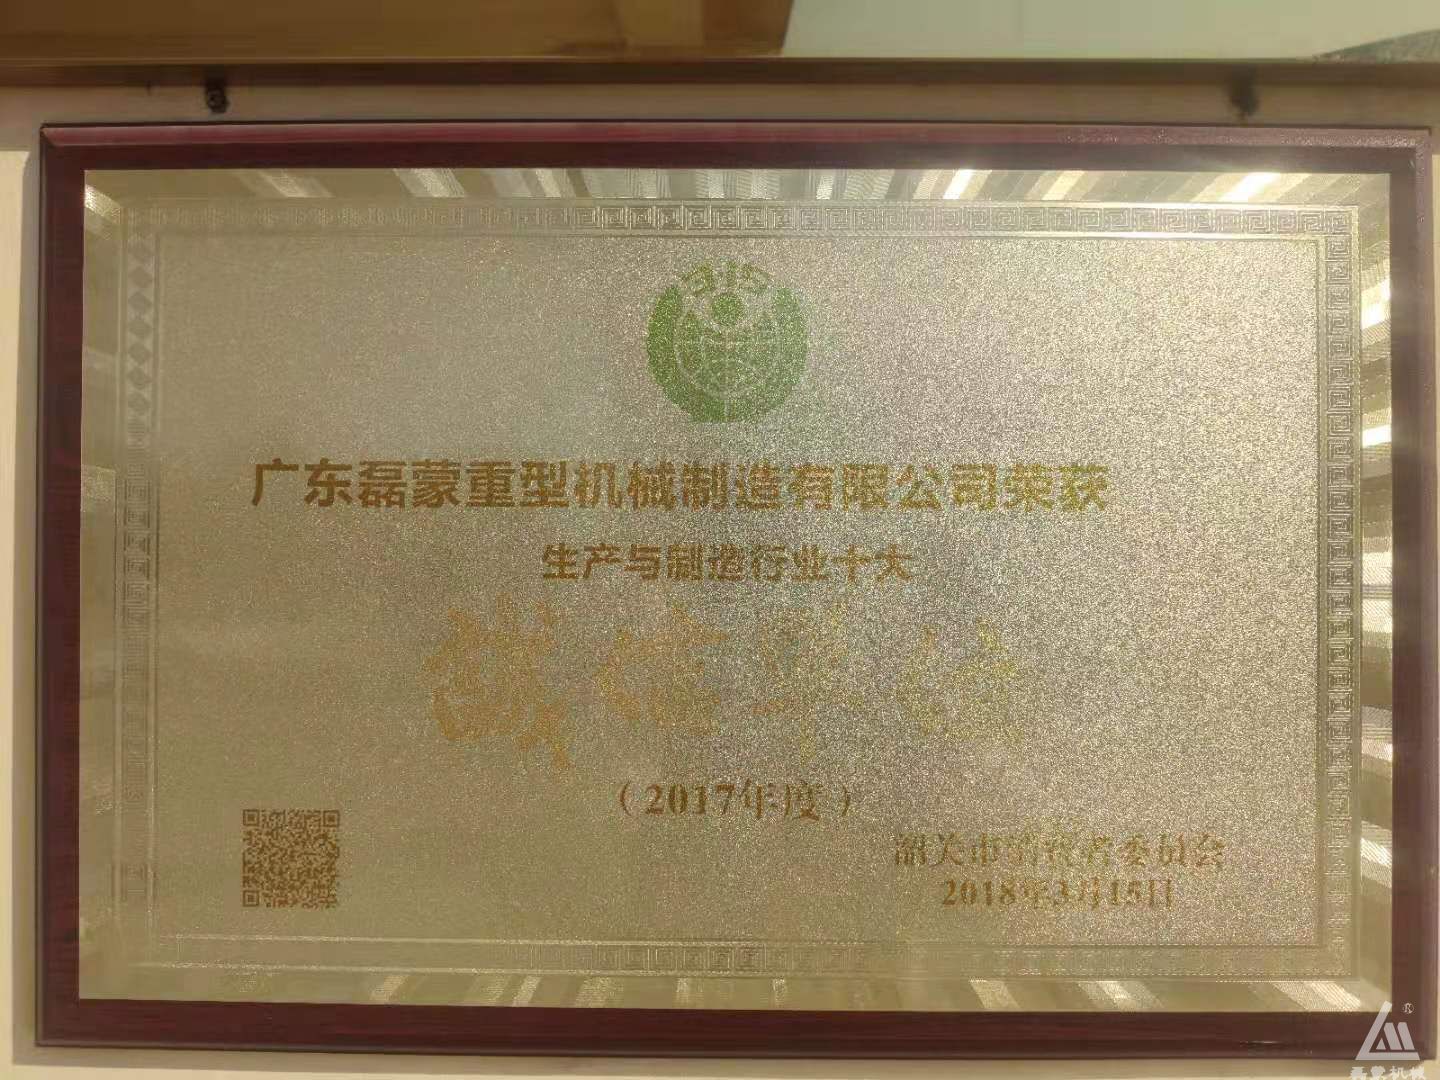 315
广东磊蒙重型机械制造有限公司荣获
生产与制造行业十大
诚信单位
（2017年度）
韶关市消费者委员会
2018年3月15日
磊蒙机械